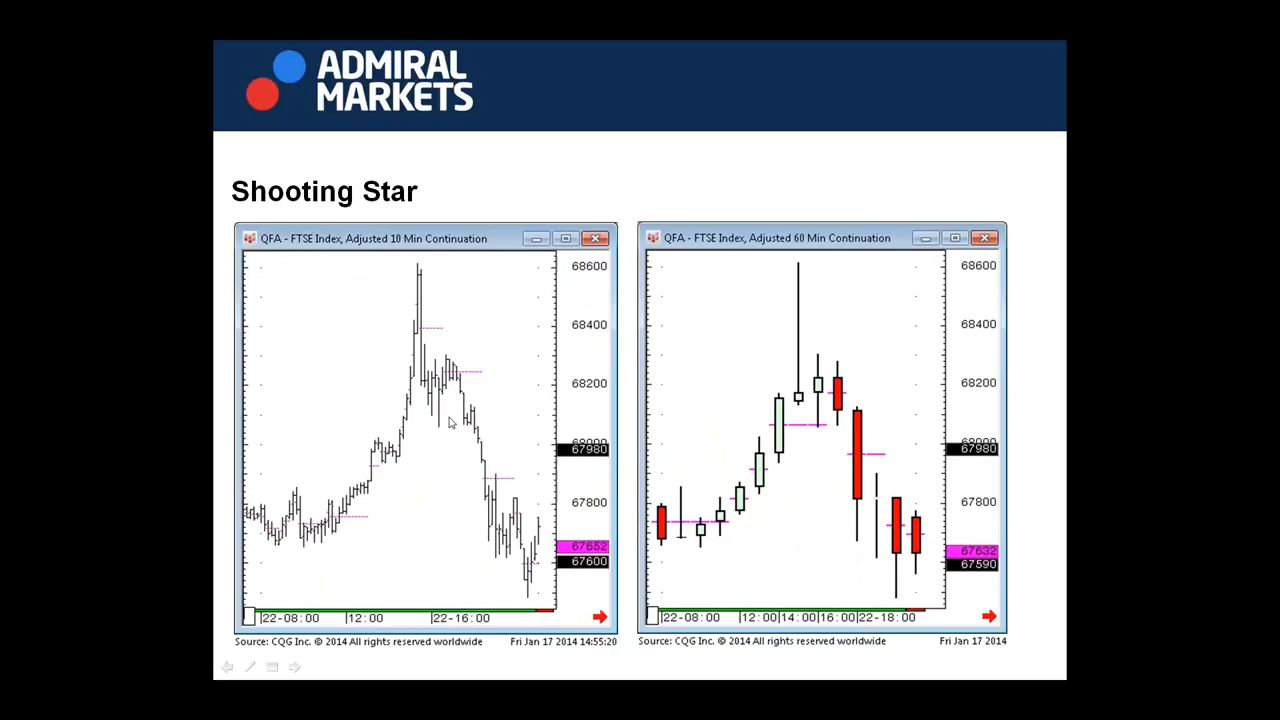 ADMIRAL
MARKETS
Shooting Star
QFA - FTSE Index, Adjusted 10 Min Continuation
68600
68400
68200
68000
67980
67800
67652
67600
22-08:00 12:00 22-16:00
Source: CQG Inc. © 2014 All rights reserved worldwide Fri Jan 17 2014 14:55:20
QFA - FTSE Index, Adjusted 60 Min Continuation
68600
68400
68200
68000
67980
67800
67632
67590
22-08:00 12:00 14:00 16:00 22-18:00
Source: CQG Inc. © 2014 All rights reserved worldwide Fri Jan 17 2014